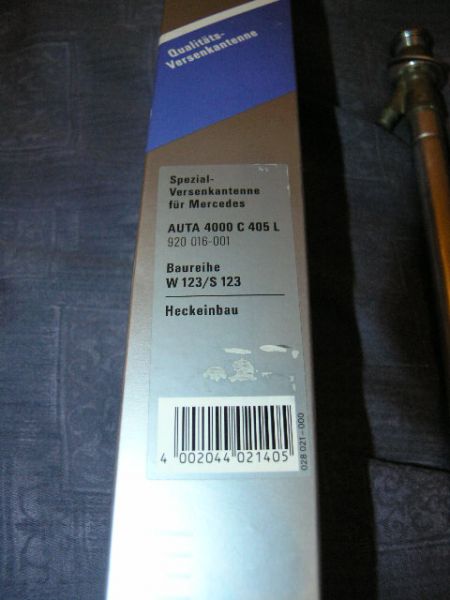 Qualitäts-
Versenkantenne
Spezial-
Versenkantenne
für Mercedes
AUTA 4000 C 405 L
920 016-001
Baureihe
W 123/S 123
Heckeinbau
4 002044 021405
028 021-000